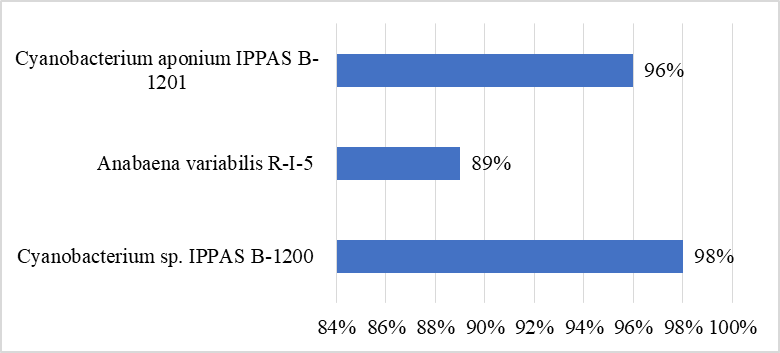 Cyanobacterium aponium IPPAS B-
1201
96%
Anabaena variabilis R-I-5
89%
Cyanobacterium sp. IPPAS B-1200
98%
84% 86% 88% 90% 92% 94% 96% 98% 100%